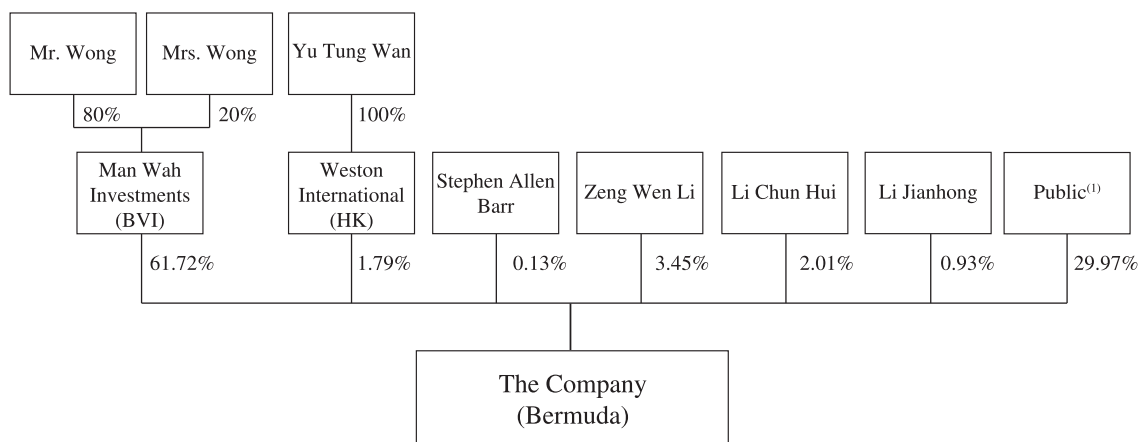 Mr. Wong
Mrs. Wong
Yu Tung Wan
80%
20%
100%
Man Wah
Investments
(BVI)
Weston
International
(HK)
Stephen Allen
Barr
Zeng Wen Li
Li Chun Hui
Li Jianhong
Public(1)
61.72%
1.79%
0.13%
3.45%
2.01%
0.93%
29.97%
The Company
(Bermuda)